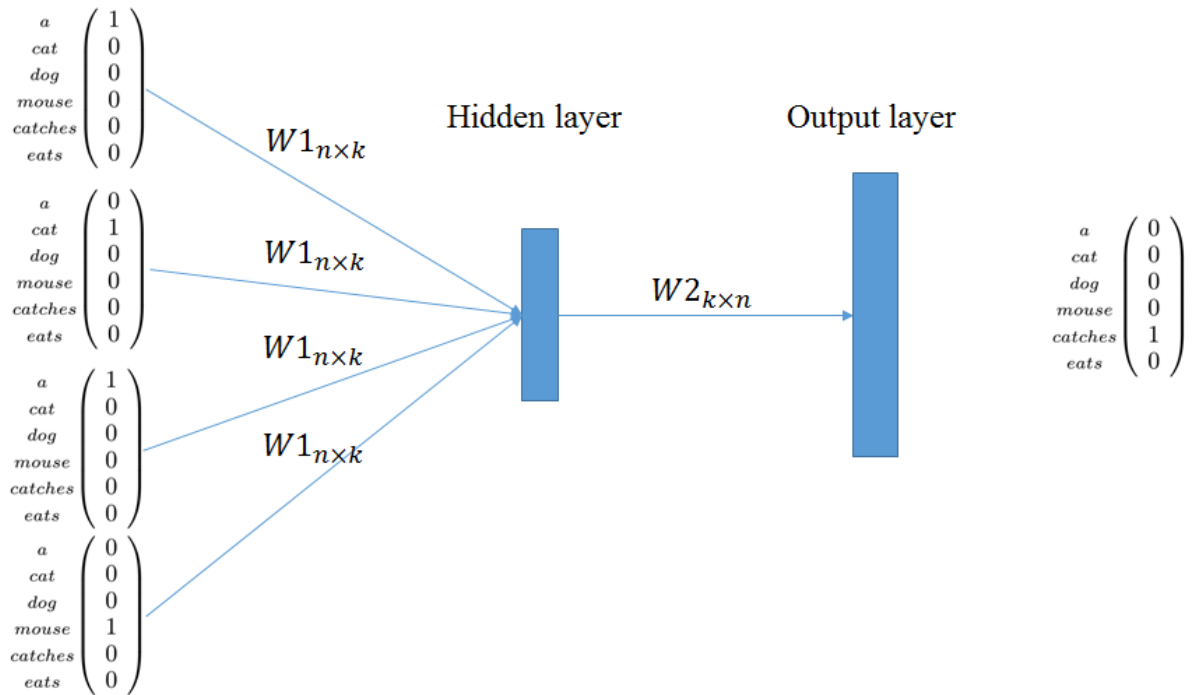 a 1
cat 0
dog 0
mouse 0
catches 0
eats 0
a 0
cat 1
dog 0
mouse 0
catches 0
eats 0
a 1
cat 0
dog 0
mouse 0
catches 0
eats 0
a 0
cat 0
dog 0
mouse 1
catches 0
eats 0
W1n×k
W1n×k
W1n×k
W1n×k
Hidden layer
W2k×n
Output layer
a 0
cat 0
dog 0
mouse 0
catches 1
eats 0